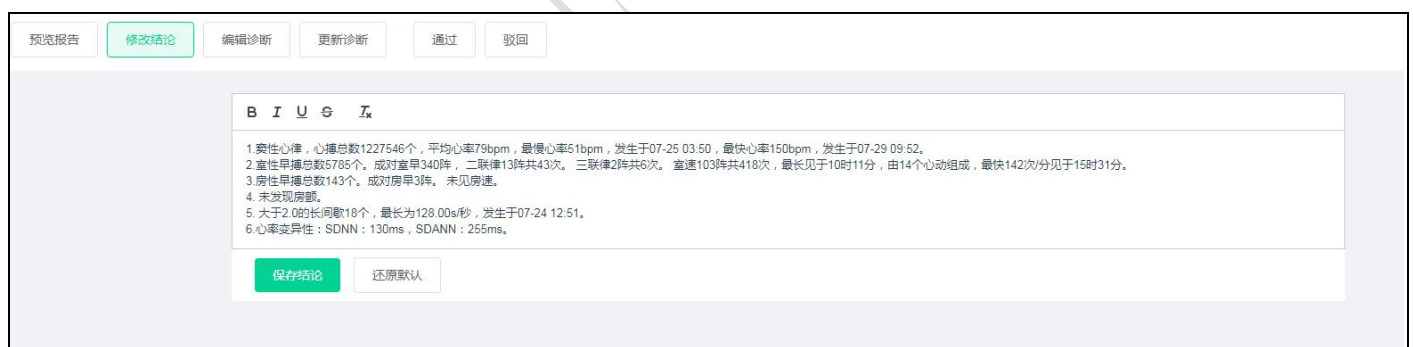 预览报告 修改结论 编辑诊断 更新诊断 通过 驳回
B I U S Tx
1.窦性心律，心搏总数1227546个，平均心率79bpm，最慢心率51bpm，发生于07-25 03:50，最快心率150bpm，发生于07-29 09:52。
2.室性早搏总数5785个。成对室早340阵， 二联律13阵共43次。 三联律2阵共6次。 室速103阵共418次，最长见于10时11分，由14个心动组成，最快142次/分见于15时31分。
3.房性早搏总数143个。成对房早3阵。 未见房速。
4. 未发现房颤。
5. 大于2.0的长间歇18个，最长为128.00s/秒，发生于07-24 12:51。
6.心率变异性：SDNN：130ms，SDANN：255ms。
保存结论 还原默认